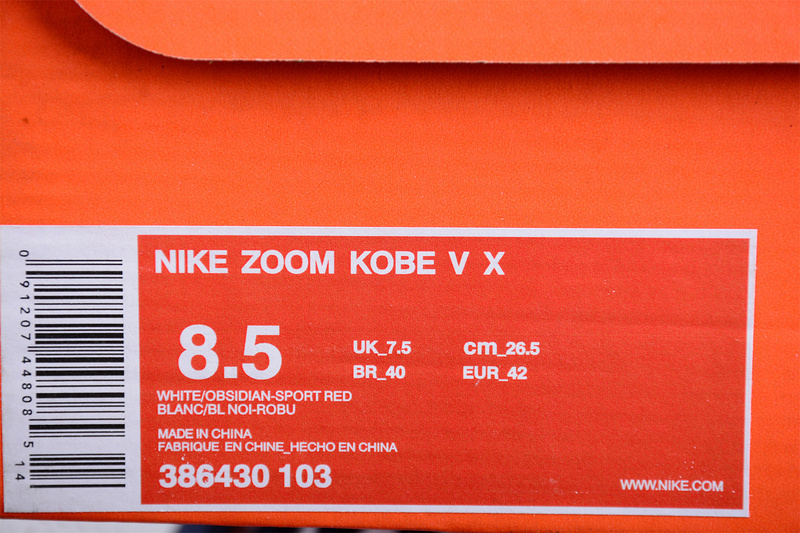 NIKE ZOOM KOBE V X
8.5
UK_7.5
cm_26.5
BR_40
EUR_42
WHITE/OBSIDIAN-SPORT RED
BLANC/BL NOI-ROBU
MADE IN CHINA
FABRIQUE EN CHINE_HECHO EN CHINA
386430 103
WWW.NIKE.COM
0 91207 44808 5 14